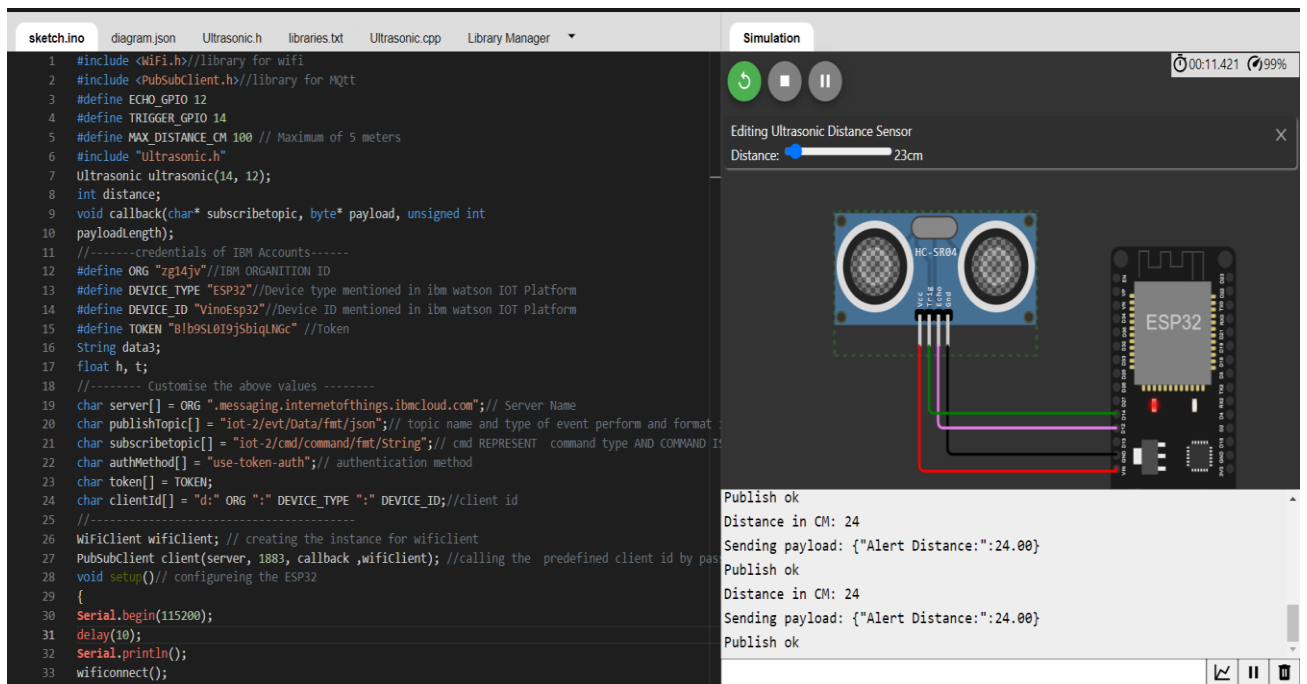 sketch.ino diagram.json Ultrasonic.h libraries.txt Ultrasonic.cpp Library Manager
1 #include <WiFi.h>//library for wifi
2 #include <PubSubClient.h>//library for MQtt
3 #define ECHO_GPIO 12
4 #define TRIGGER_GPIO 14
5 #define MAX_DISTANCE_CM 100 // Maximum of 5 meters
6 #include "Ultrasonic.h"
7 Ultrasonic ultrasonic(14, 12);
8 int distance;
9 void callback(char* subscribetopic, byte* payload, unsigned int
10 payloadLength);
11 //-------credentials of IBM Accounts------
12 #define ORG "zg14jv"//IBM ORGANITION ID
13 #define DEVICE_TYPE "ESP32"//Device type mentioned in ibm watson IOT Platform
14 #define DEVICE_ID "VinoEsp32"//Device ID mentioned in ibm watson IOT Platform
15 #define TOKEN "B!b9SL0I9jSbiqLNGc" //Token
16 String data3;
17 float h, t;
18 //-------- Customise the above values --------
19 char server[] = ORG ".messaging.internetofthings.ibmcloud.com";// Server Name
20 char publishTopic[] = "iot-2/evt/Data/fmt/json";// topic name and type of event perform and format
21 char subscribetopic[] = "iot-2/cmd/command/fmt/String";// cmd REPRESENT command type AND COMMAND IS
22 char authMethod[] = "use-token-auth";// authentication method
23 char token[] = TOKEN;
24 char clientId[] = "d:" ORG ":" DEVICE_TYPE ":" DEVICE_ID;//client id
25 //-----------------------------------------
26 WiFiClient wifiClient; // creating the instance for wificlient
27 PubSubClient client(server, 1883, callback ,wifiClient); //calling the predefined client id by pas
28 void setup()// configureing the ESP32
29 {
30 Serial.begin(115200);
31 delay(10);
32 Serial.println();
33 wificonnect();
Simulation
00:11.421 99%
Editing Ultrasonic Distance Sensor
Distance: 23cm
HC-SR04
Vcc Trig Echo Gnd
ESP32
Publish ok
Distance in CM: 24
Sending payload: {"Alert Distance:":24.00}
Publish ok
Distance in CM: 24
Sending payload: {"Alert Distance:":24.00}
Publish ok